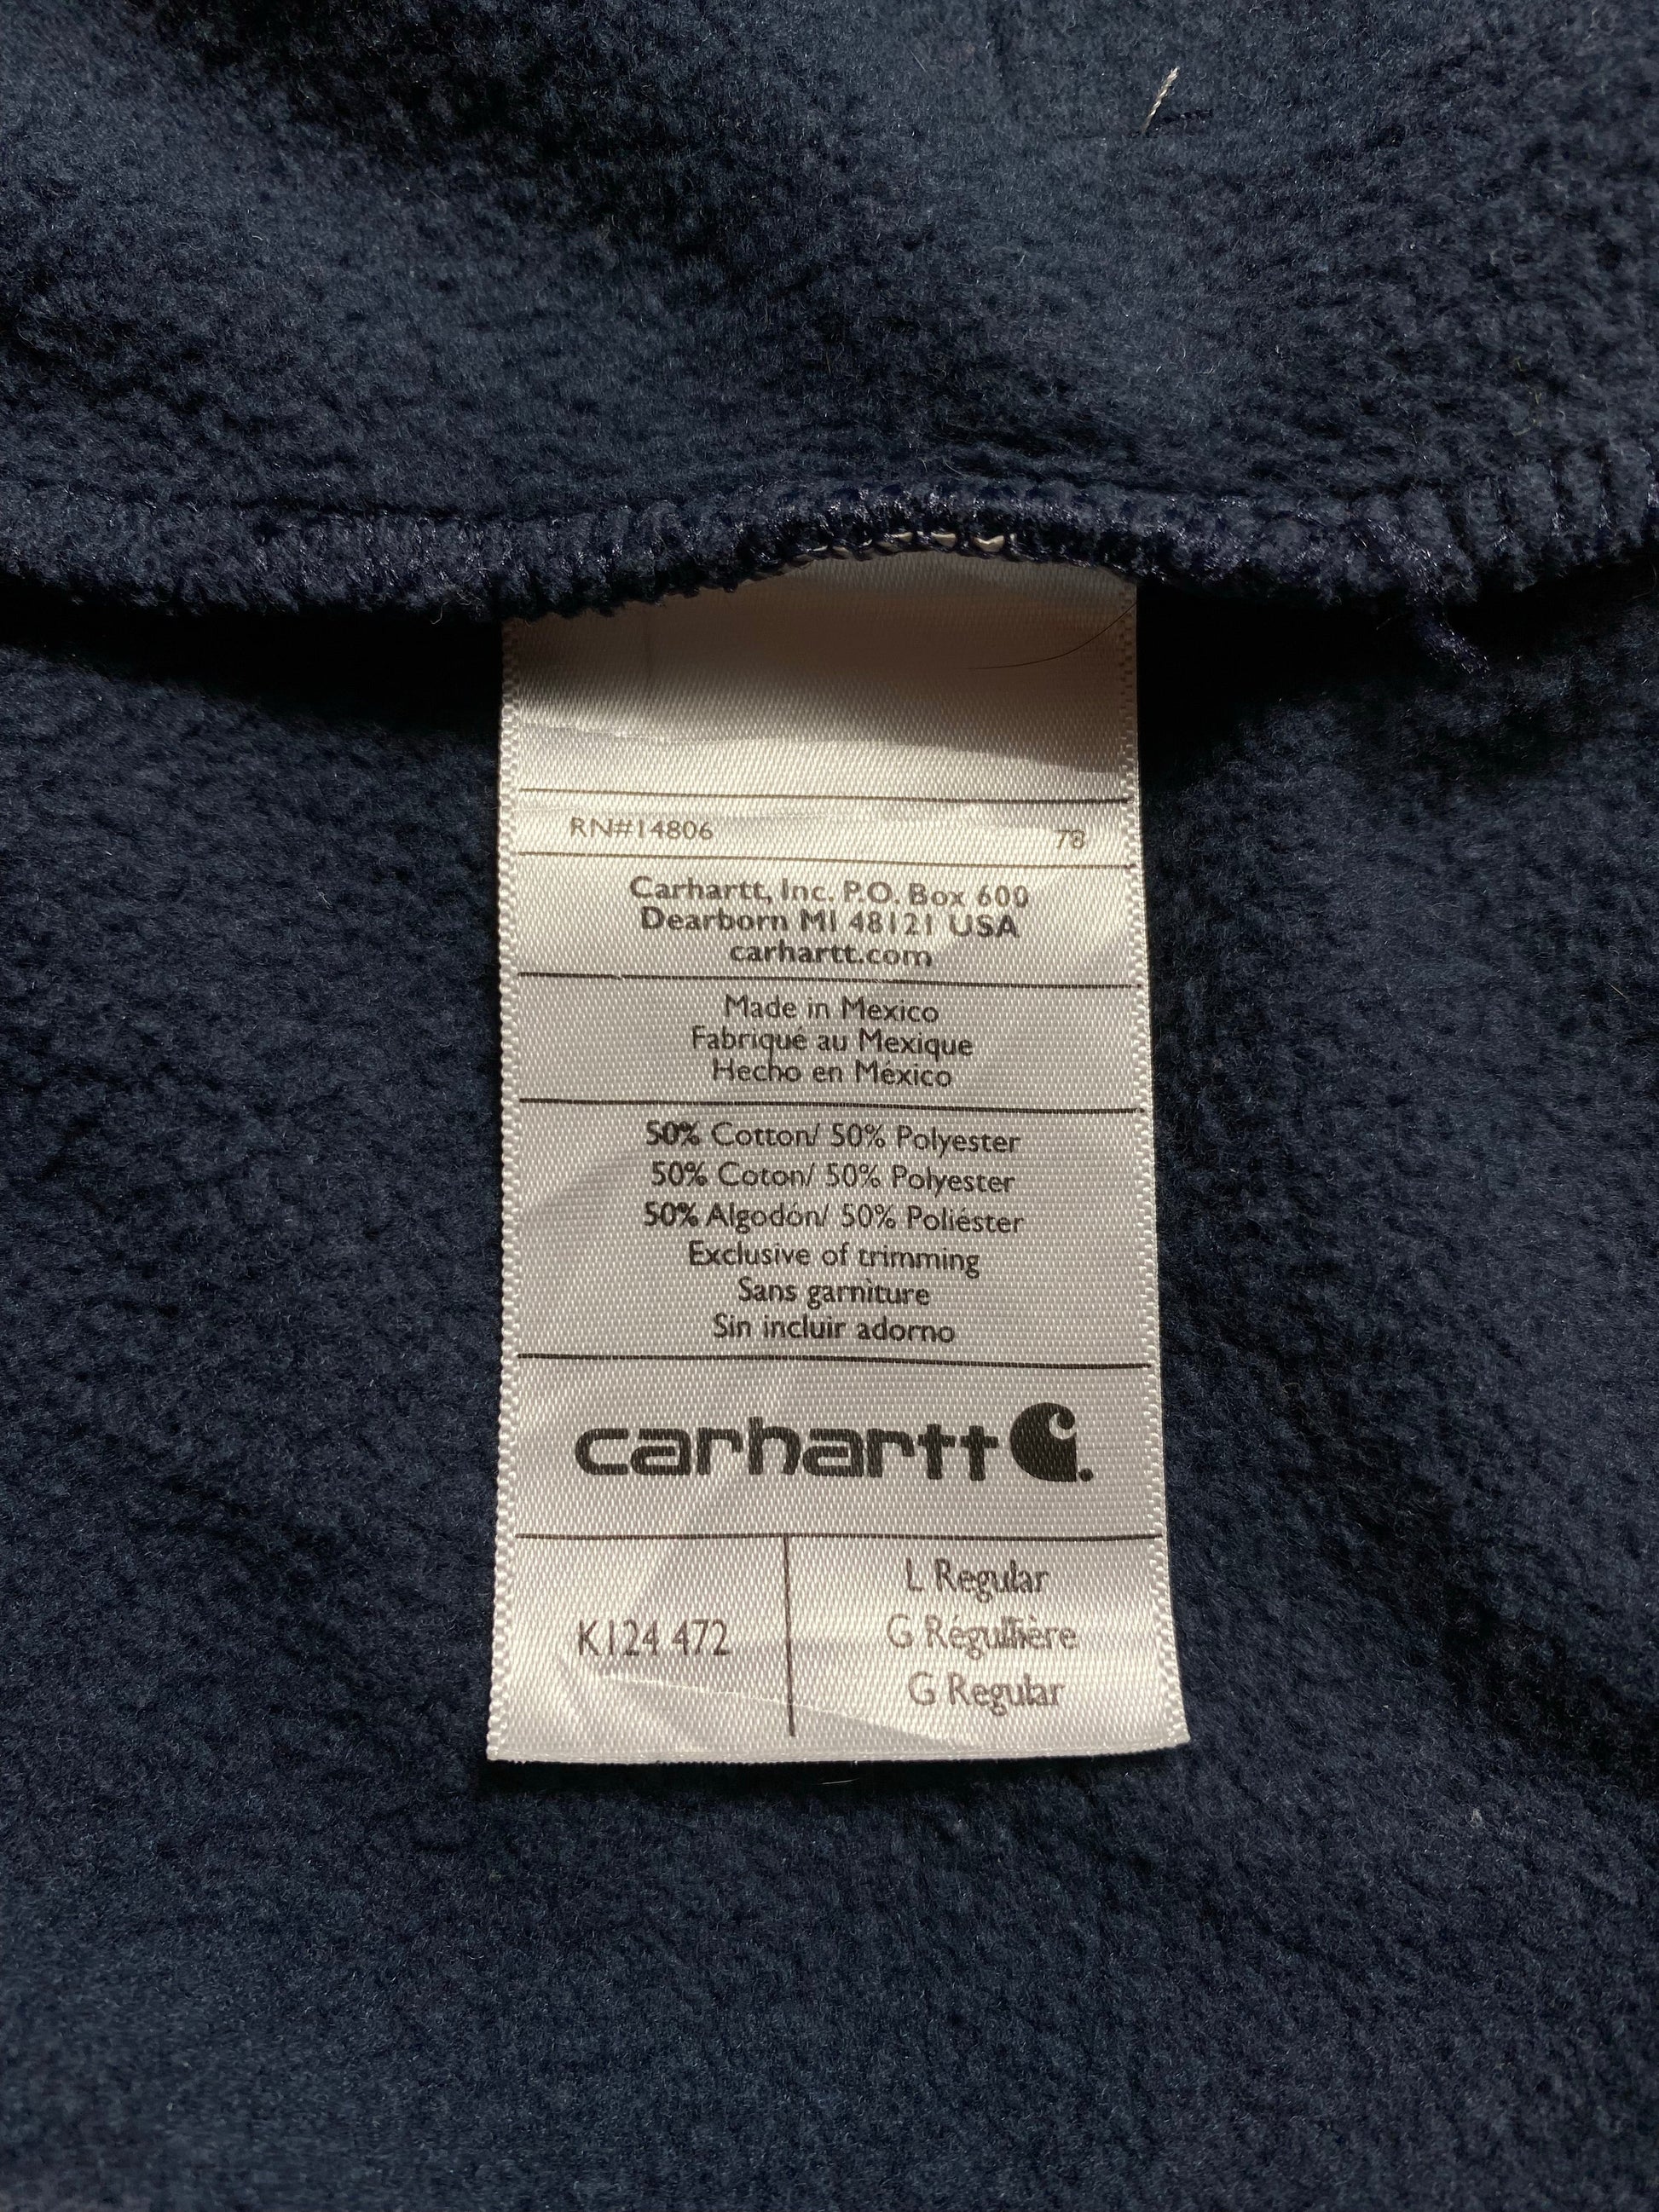 RN#14806 78
Carhartt, Inc. P.O. Box 600
Dearborn MI 48121 USA
carhartt.com
Made in Mexico
Fabriqué au Mexique
Hecho en México
50% Cotton/ 50% Polyester
50% Coton/ 50% Polyester
50% Algodón/ 50% Poliéster
Exclusive of trimming
Sans garniture
Sin incluir adorno
carhartt
K124 472
L Regular
G Régullière
G Regular